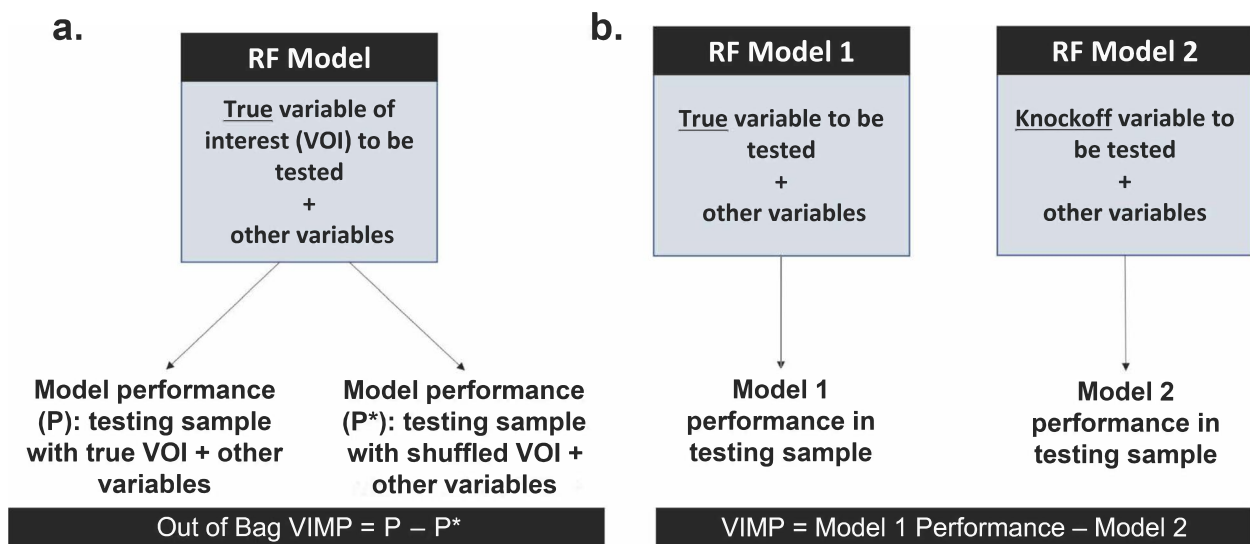 a.
RF Model
True variable of
interest (VOI) to be
tested
+
other variables
Model performance
(P): testing sample
with true VOI + other
variables
Model performance
(P*): testing sample
with shuffled VOI +
other variables
Out of Bag VIMP = P – P*
b.
RF Model 1
True variable to be
tested
+
other variables
RF Model 2
Knockoff variable to
be tested
+
other variables
Model 1
performance in
testing sample
Model 2
performance in
testing sample
VIMP = Model 1 Performance – Model 2